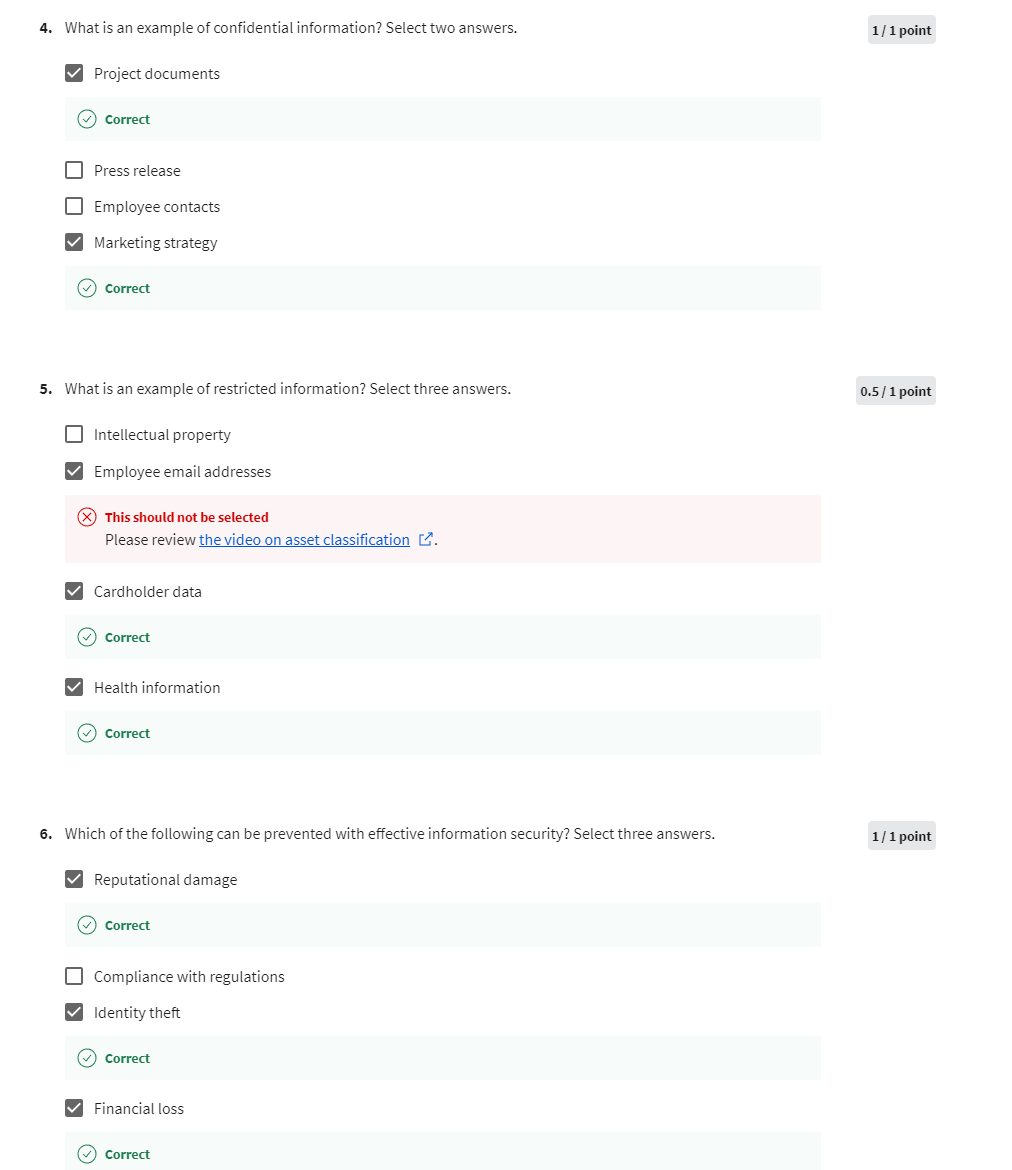 4. What is an example of confidential information? Select two answers.
1 / 1 point
Project documents
Correct
Press release
Employee contacts
Marketing strategy
Correct
5. What is an example of restricted information? Select three answers.
0.5 / 1 point
Intellectual property
Employee email addresses
This should not be selected
Please review the video on asset classification.
Cardholder data
Correct
Health information
Correct
6. Which of the following can be prevented with effective information security? Select three answers.
1 / 1 point
Reputational damage
Correct
Compliance with regulations
Identity theft
Correct
Financial loss
Correct